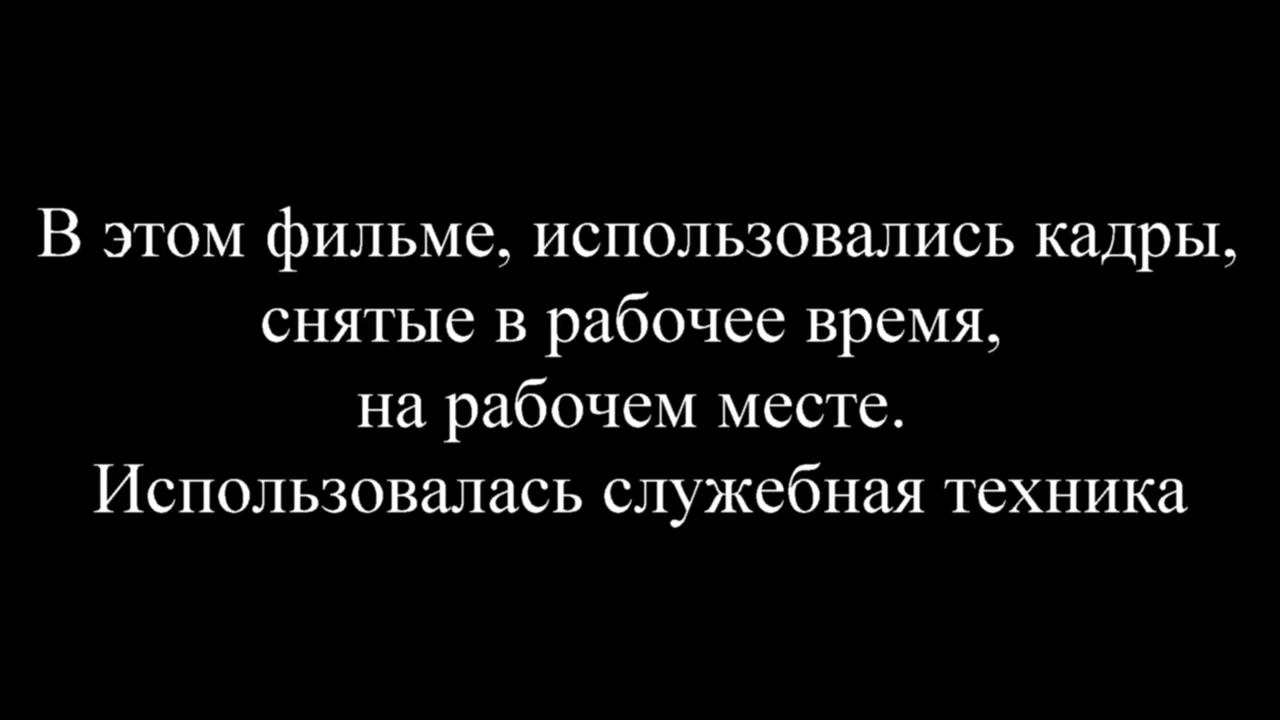 В этом фильме, использовались кадры,
снятые в рабочее время,
на рабочем месте.
Использовалась служебная техника